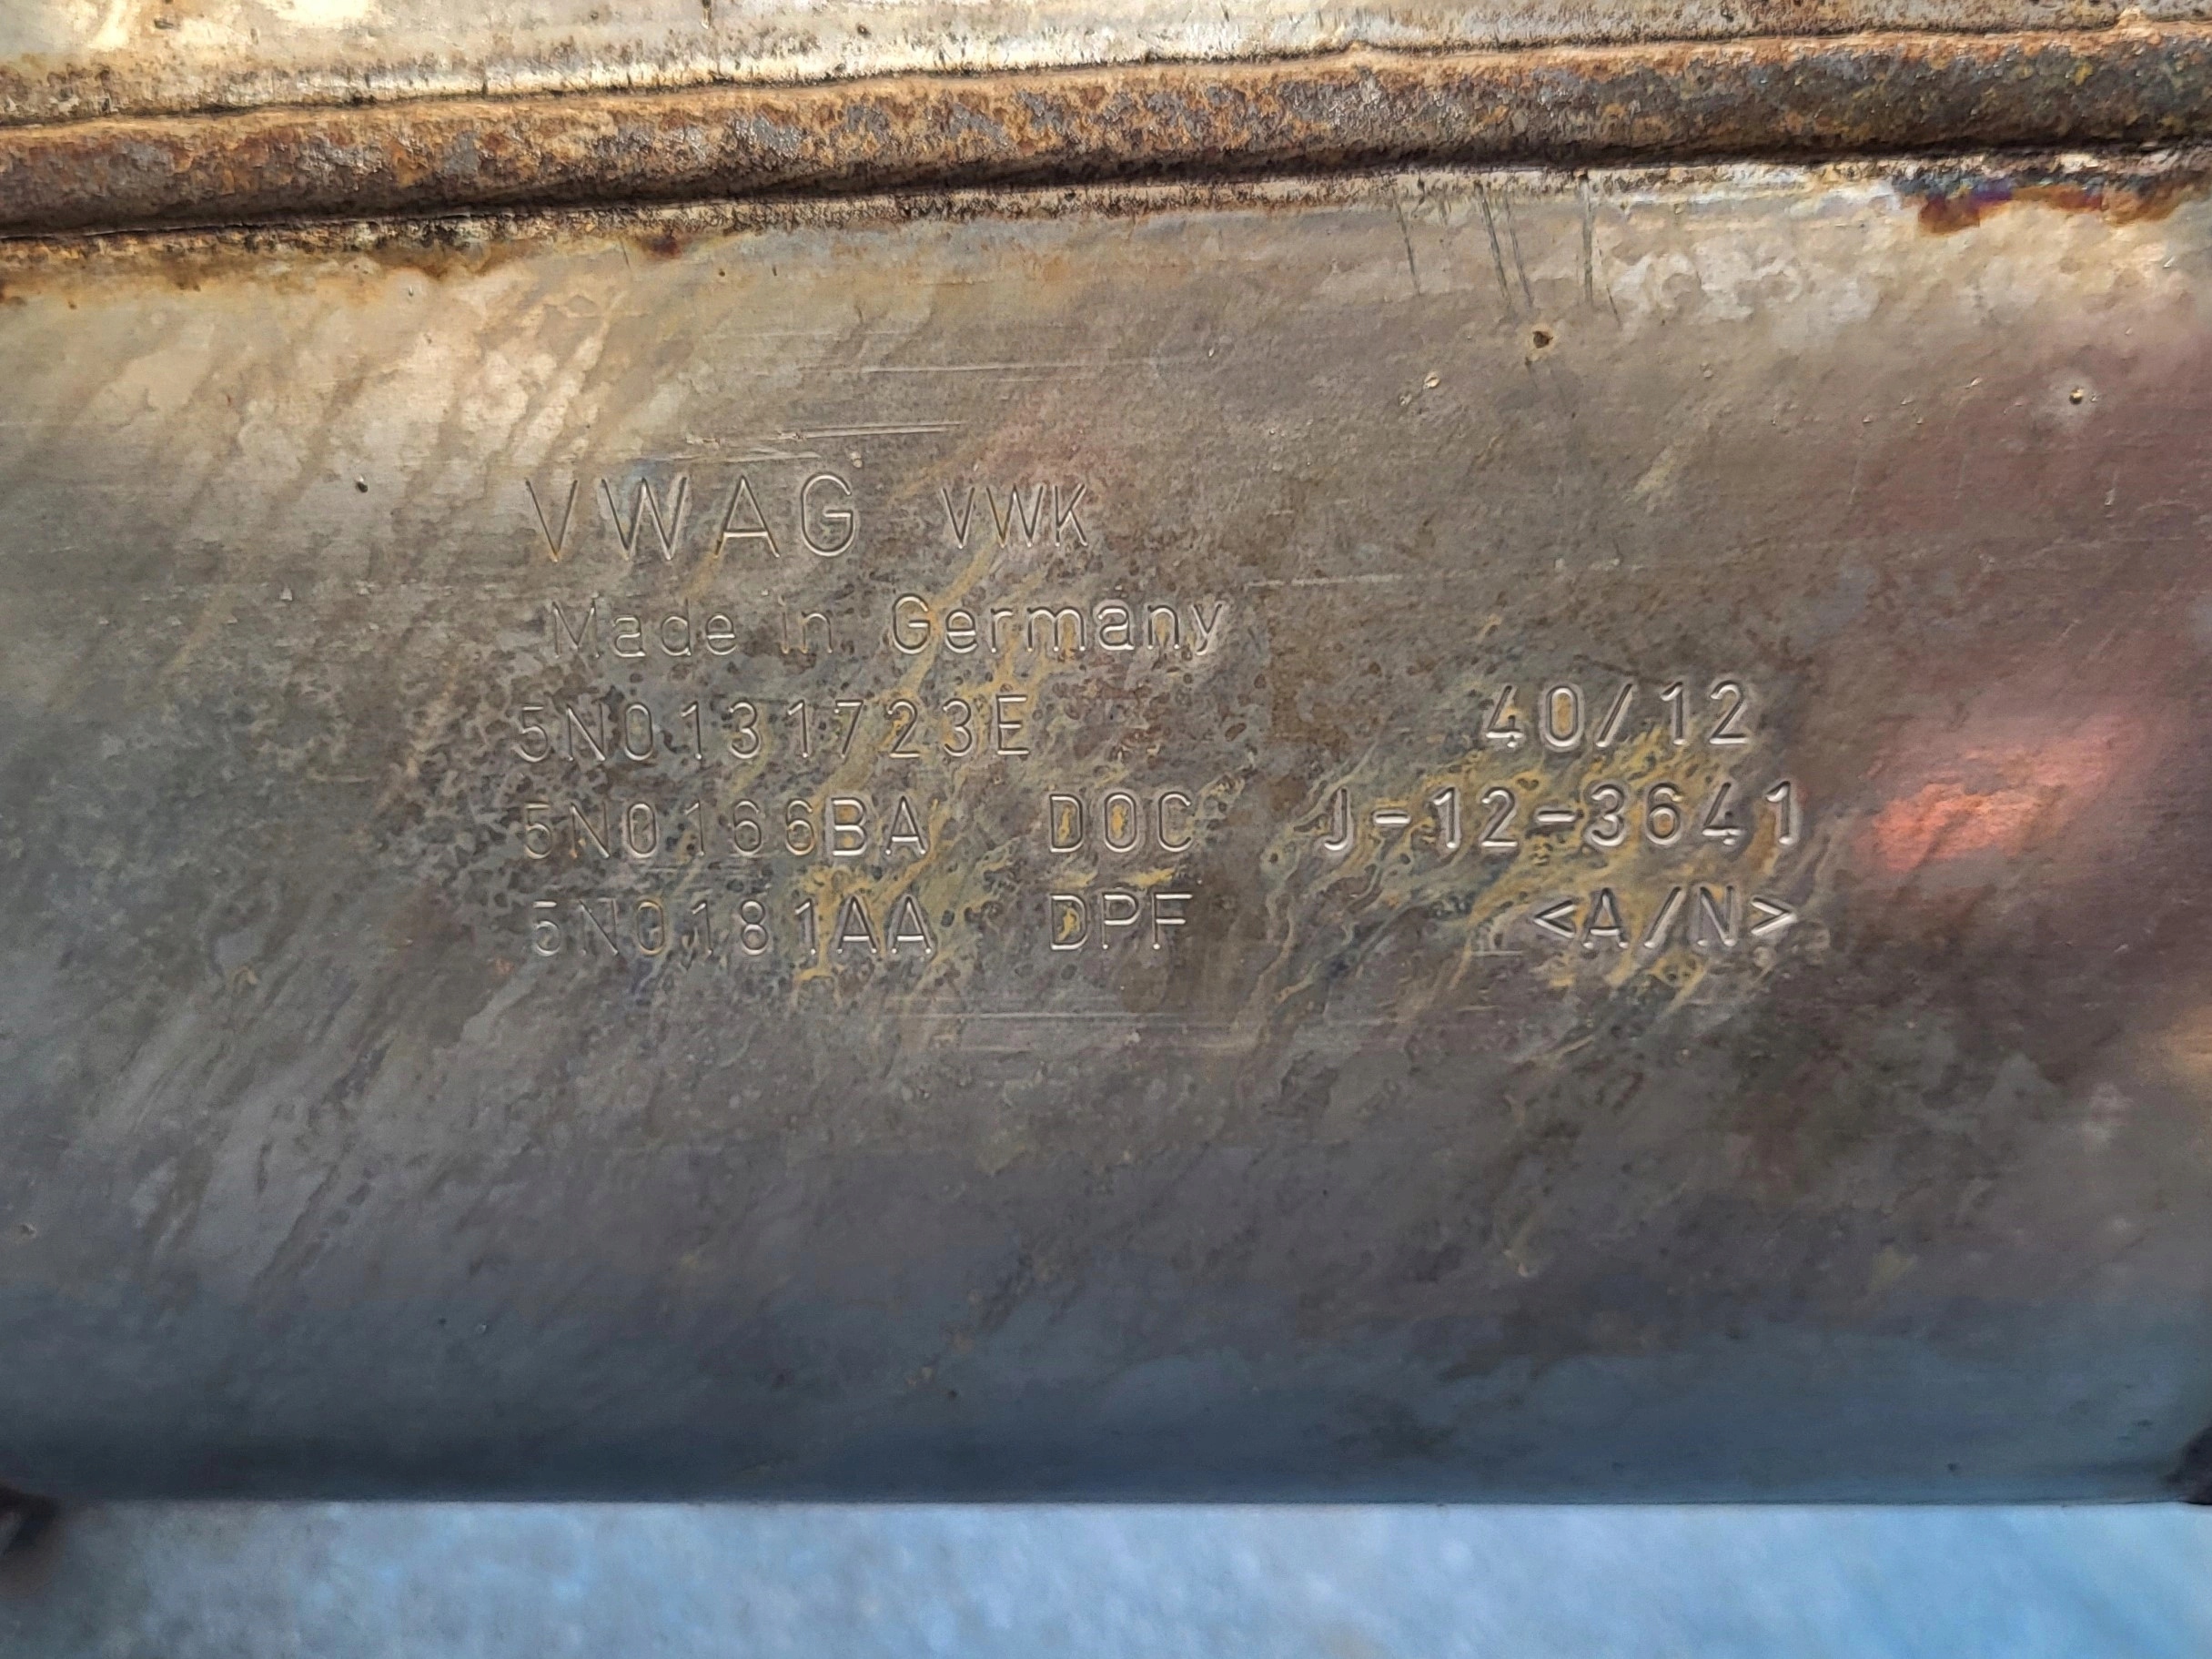 VWAG VWK
Made in Germany
5N0131723E 40/12
5N0166BA DOC J-12-3641
5N0181AA DPF <A/N>